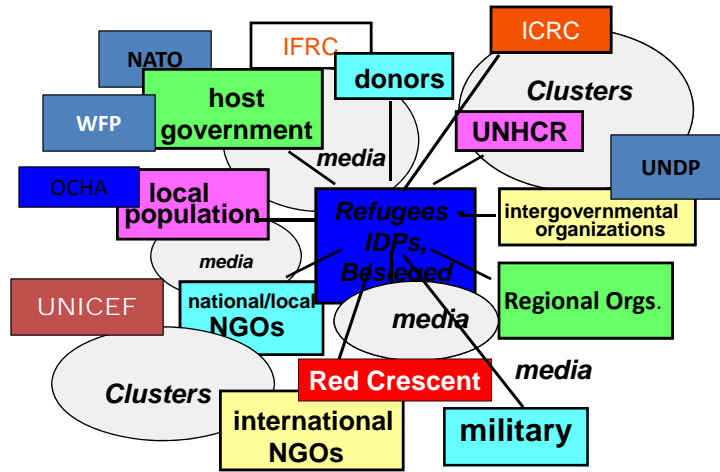 ICRC
NATO
IFRC
donors
host
government
Clusters
WFP
UNHCR
media
UNDP
OCHA
local
population
Refugees
IDPs,
Besieged
intergovernmental
organizations
media
UNICEF
national/local
NGOs
media
Regional Orgs.
Clusters
Red Crescent
media
international
NGOs
military